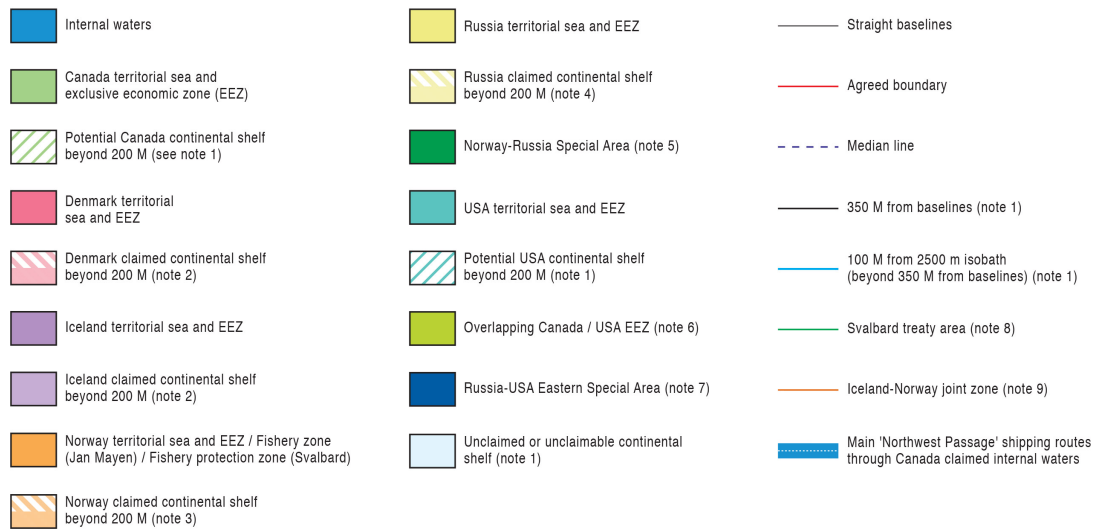 Internal waters
Canada territorial sea and
exclusive economic zone (EEZ)
Potential Canada continental shelf
beyond 200 M (see note 1)
Denmark territorial
sea and EEZ
Denmark claimed continental shelf
beyond 200 M (note 2)
Iceland territorial sea and EEZ
Iceland claimed continental shelf
beyond 200 M (note 2)
Norway territorial sea and EEZ / Fishery zone
(Jan Mayen) / Fishery protection zone (Svalbard)
Norway claimed continental shelf
beyond 200 M (note 3)
Russia territorial sea and EEZ
Russia claimed continental shelf
beyond 200 M (note 4)
Norway-Russia Special Area (note 5)
USA territorial sea and EEZ
Potential USA continental shelf
beyond 200 M (note 1)
Overlapping Canada / USA EEZ (note 6)
Russia-USA Eastern Special Area (note 7)
Unclaimed or unclaimable continental
shelf (note 1)
Straight baselines
Agreed boundary
Median line
350 M from baselines (note 1)
100 M from 2500 m isobath
(beyond 350 M from baselines) (note 1)
Svalbard treaty area (note 8)
Iceland-Norway joint zone (note 9)
Main 'Northwest Passage' shipping routes
through Canada claimed internal waters